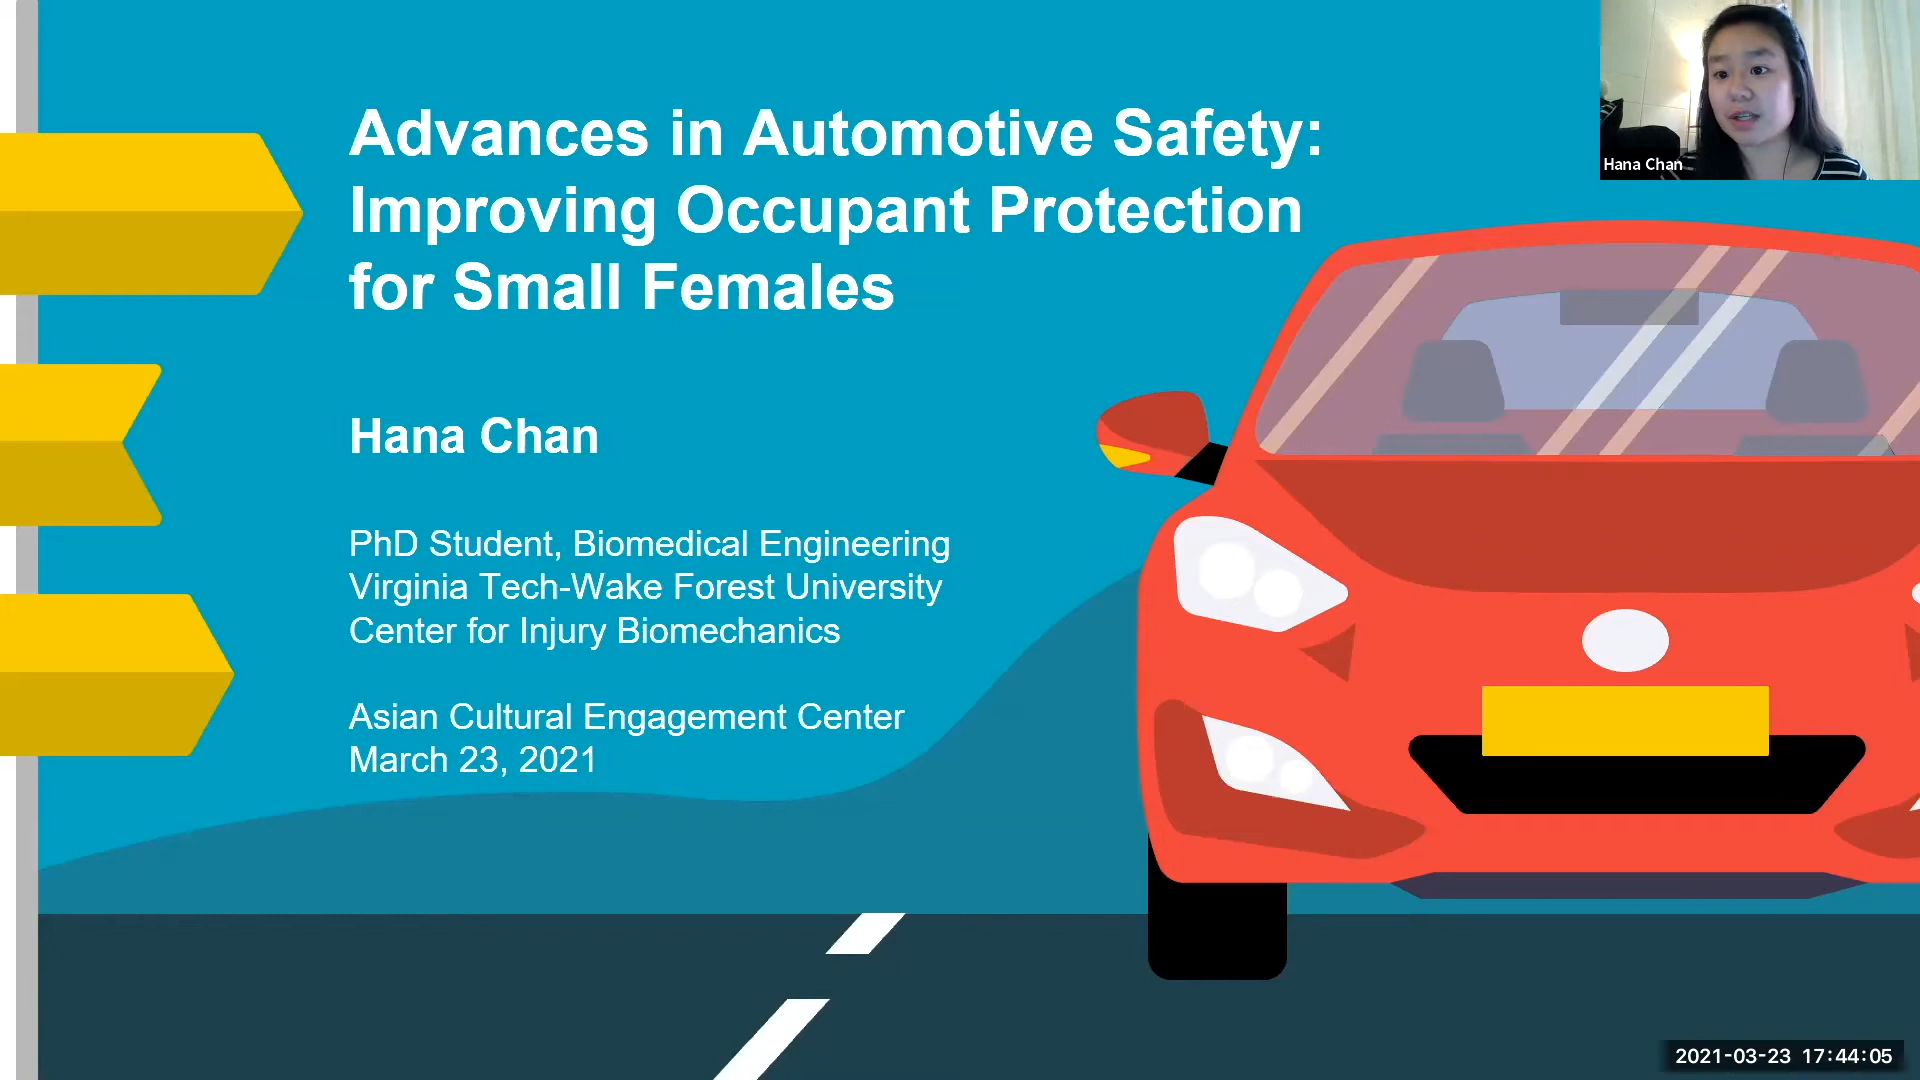 Advances in Automotive Safety:
Improving Occupant Protection
for Small Females
Hana Chan
PhD Student, Biomedical Engineering
Virginia Tech-Wake Forest University
Center for Injury Biomechanics
Asian Cultural Engagement Center
March 23, 2021
Hana Chan
2021-03-23 17:44:05